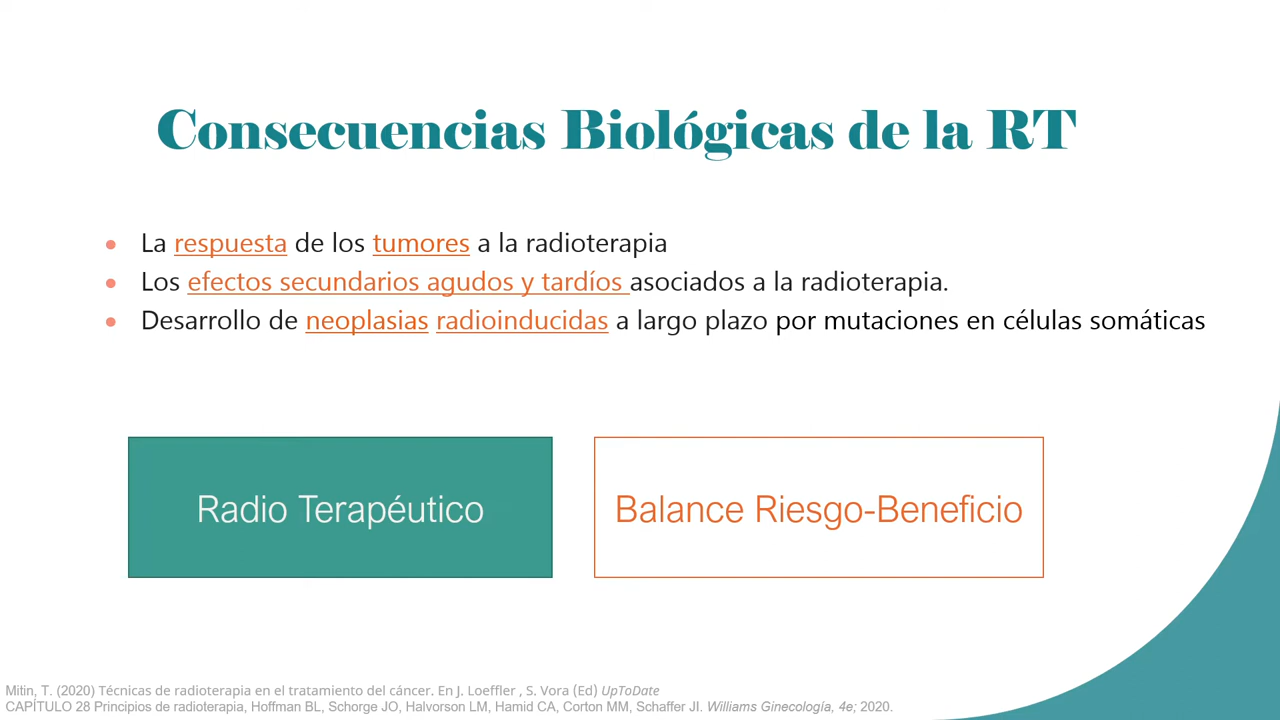 Consecuencias Biológicas de la RT
• La respuesta de los tumores a la radioterapia
• Los efectos secundarios agudos y tardíos asociados a la radioterapia.
• Desarrollo de neoplasias radioinducidas a largo plazo por mutaciones en células somáticas
Radio Terapéutico
Balance Riesgo-Beneficio
Mitin, T. (2020) Técnicas de radioterapia en el tratamiento del cáncer. En J. Loeffler , S. Vora (Ed) UpToDate
CAPÍTULO 28 Principios de radioterapia, Hoffman BL, Schorge JO, Halvorson LM, Hamid CA, Corton MM, Schaffer JI. Williams Ginecología, 4e; 2020.